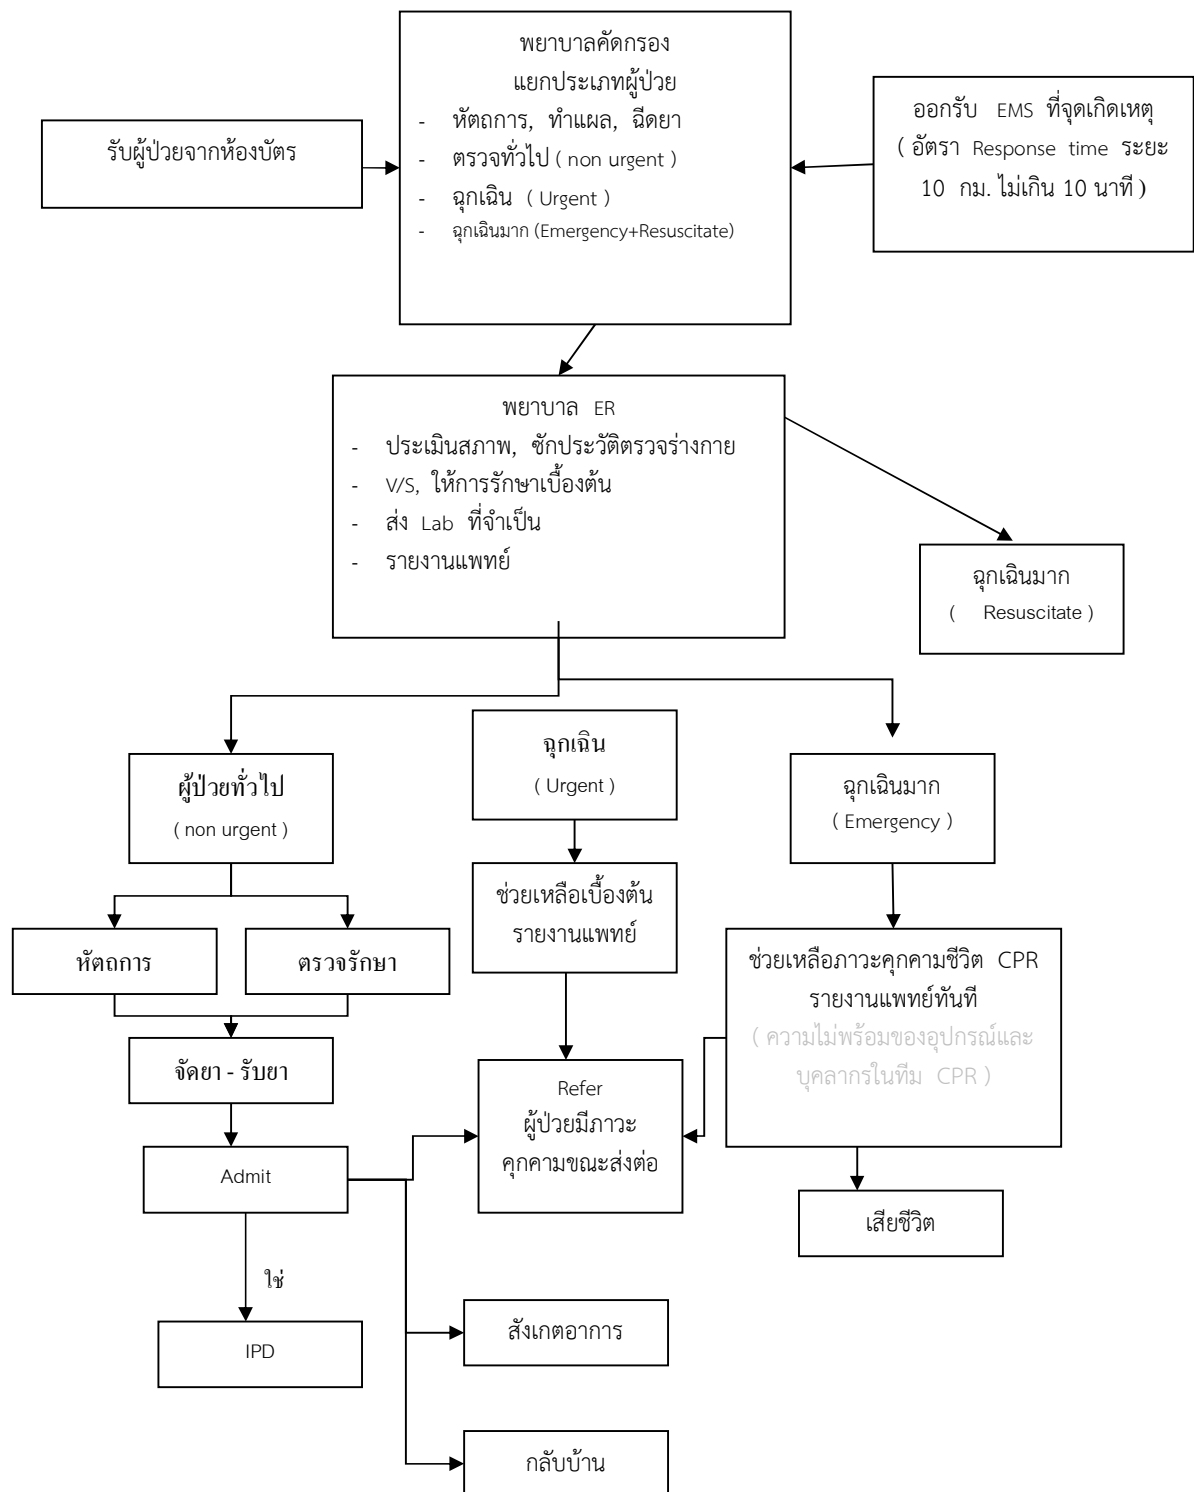 พยาบาลคัดกรอง
แยกประเภทผู้ป่วย
- หัตถการ, ทำแผล, ฉีดยา
- ตรวจทั่วไป ( non urgent )
- ฉุกเฉิน ( Urgent )
- ฉุกเฉินมาก (Emergency+Resuscitate)
รับผู้ป่วยจากห้องบัตร
ออกรับ EMS ที่จุดเกิดเหตุ
( อัตรา Response time ระยะ
10 กม. ไม่เกิน 10 นาที )
พยาบาล ER
- ประเมินสภาพ, ซักประวัติตรวจร่างกาย
- V/S, ให้การรักษาเบื้องต้น
- ส่ง Lab ที่จำเป็น
- รายงานแพทย์
ฉุกเฉินมาก
( Resuscitate )
ผู้ป่วยทั่วไป
( non urgent )
ฉุกเฉิน
( Urgent )
ฉุกเฉินมาก
( Emergency )
หัตถการ
ตรวจรักษา
ช่วยเหลือเบื้องต้น
รายงานแพทย์
ช่วยเหลือภาวะคุกคามชีวิต CPR
รายงานแพทย์ทันที
( ความไม่พร้อมของอุปกรณ์และ
บุคลากรในทีม CPR )
จัดยา - รับยา
Refer
ผู้ป่วยมีภาวะ
คุกคามขณะส่งต่อ
Admit
เสียชีวิต
ใช่
IPD
สังเกตอาการ
กลับบ้าน